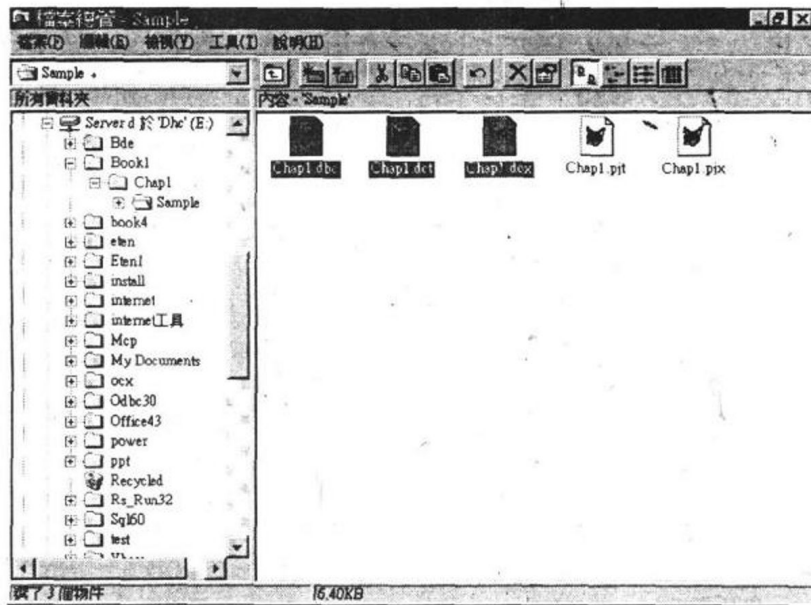 檔案總管 - Sample
檔案(F) 編輯(E) 檢視(V) 工具(T) 說明(H)
Sample
所有資料夾
內容 - 'Sample'
Server d 於 'Dhc' (E:)
Bde
Book1
Chap1
Sample
book4
eten
Eten1
install
internet
internet工具
Mcp
My Documents
ocx
Odbc30
Office43
power
ppt
Recycled
Rs_Run32
Sql60
test
Chap1.dbc
Chap1.dct
Chap1.dcx
Chap1.pjt
Chap1.pjx
選了 3 個物件
16.40KB